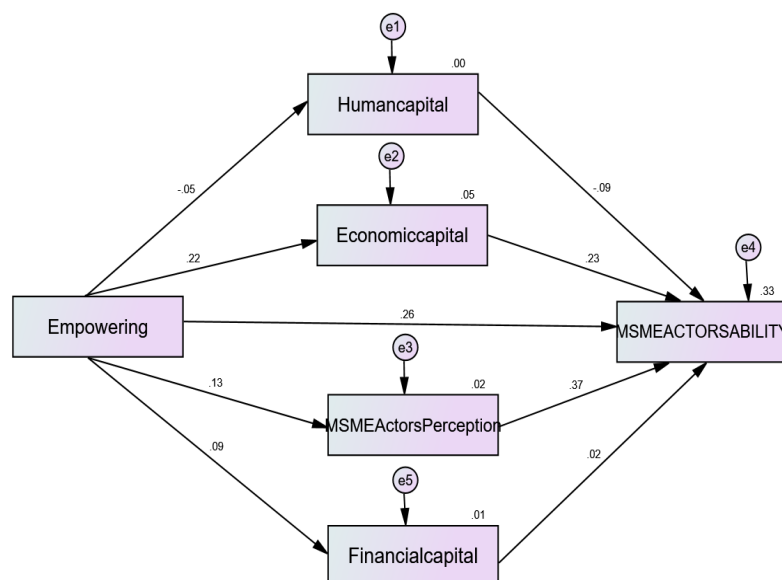 e1
.00
Humancapital
e2
-.05
-.09
.05
Economiccapital
e4
.22
.23
.33
Empowering
.26
MSMEACTORSABILITY
e3
.13
.02
.37
MSMEActorsPerception
.09
.02
e5
.01
Financialcapital